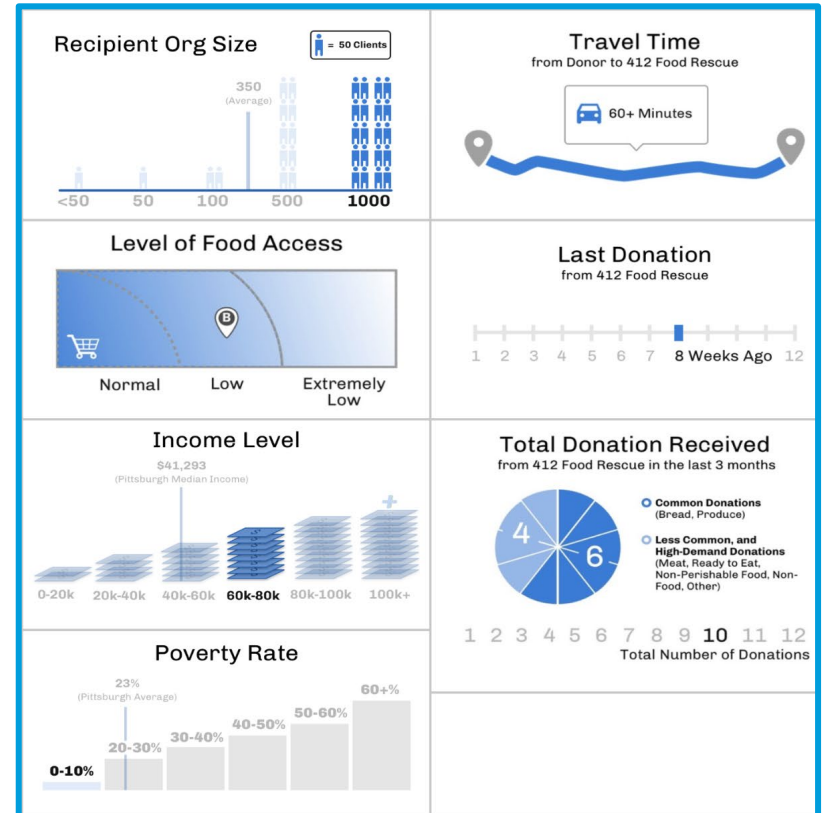 Recipient Org Size
= 50 Clients
350
(Average)
<50 50 100 500 1000
Travel Time
from Donor to 412 Food Rescue
60+ Minutes
Level of Food Access
B
Normal Low Extremely
Low
Last Donation
from 412 Food Rescue
1 2 3 4 5 6 7 8 Weeks Ago 12
Income Level
$41,293
(Pittsburgh Median Income)
+
0-20k 20k-40k 40k-60k 60k-80k 80k-100k 100k+
Total Donation Received
from 412 Food Rescue in the last 3 months
4
6
Common Donations
(Bread, Produce)
Less Common, and
High-Demand Donations
(Meat, Ready to Eat,
Non-Perishable Food, Non-
Food, Other)
1 2 3 4 5 6 7 8 9 10 11 12
Total Number of Donations
Poverty Rate
23%
(Pittsburgh Average)
0-10% 20-30% 30-40% 40-50% 50-60% 60+%